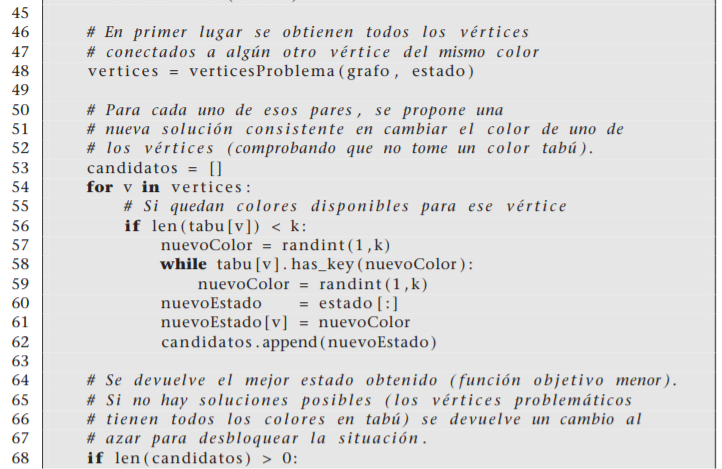 45
46 # En primer lugar se obtienen todos los vértices
47 # conectados a algún otro vértice del mismo color
48 vertices = verticesProblema(grafo, estado)
49
50 # Para cada uno de esos pares, se propone una
51 # nueva solución consistente en cambiar el color de uno de
52 # los vértices (comprobando que no tome un color tabú).
53 candidatos = []
54 for v in vertices:
55 # Si quedan colores disponibles para ese vértice
56 if len(tabu[v]) < k:
57 nuevoColor = randint(1,k)
58 while tabu[v].has_key(nuevoColor):
59 nuevoColor = randint(1,k)
60 nuevoEstado = estado[:]
61 nuevoEstado[v] = nuevoColor
62 candidatos.append(nuevoEstado)
63
64 # Se devuelve el mejor estado obtenido (función objetivo menor).
65 # Si no hay soluciones posibles (los vértices problemáticos
66 # tienen todos los colores en tabú) se devuelve un cambio al
67 # azar para desbloquear la situación.
68 if len(candidatos) > 0: